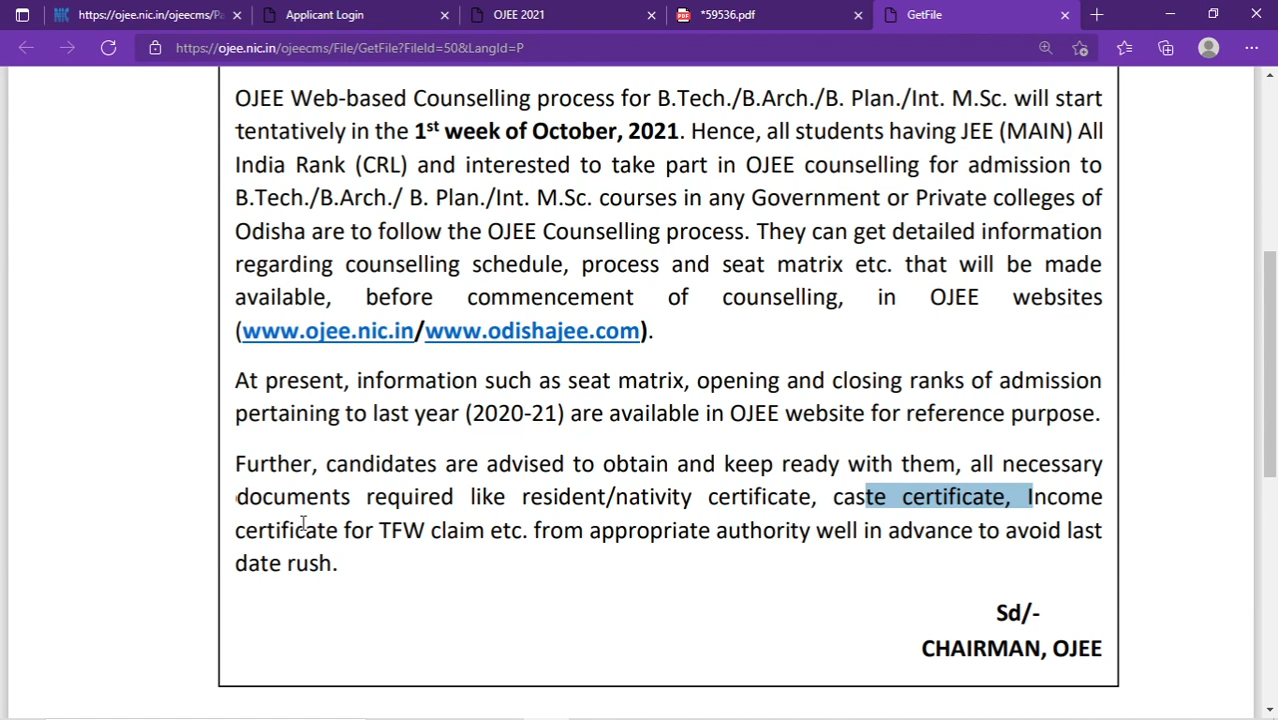 https://ojee.nic.in/ojeecms/Pa
Applicant Login
OJEE 2021
*59536.pdf
GetFile
https://ojee.nic.in/ojeecms/File/GetFile?FileId=50&LangId=P
OJEE Web-based Counselling process for B.Tech./B.Arch./B. Plan./Int. M.Sc. will start
tentatively in the 1st week of October, 2021. Hence, all students having JEE (MAIN) All
India Rank (CRL) and interested to take part in OJEE counselling for admission to
B.Tech./B.Arch./ B. Plan./Int. M.Sc. courses in any Government or Private colleges of
Odisha are to follow the OJEE Counselling process. They can get detailed information
regarding counselling schedule, process and seat matrix etc. that will be made
available, before commencement of counselling, in OJEE websites
(www.ojee.nic.in/www.odishajee.com).
At present, information such as seat matrix, opening and closing ranks of admission
pertaining to last year (2020-21) are available in OJEE website for reference purpose.
Further, candidates are advised to obtain and keep ready with them, all necessary
documents required like resident/nativity certificate, caste certificate, Income
certificate for TFW claim etc. from appropriate authority well in advance to avoid last
date rush.
Sd/-
CHAIRMAN, OJEE